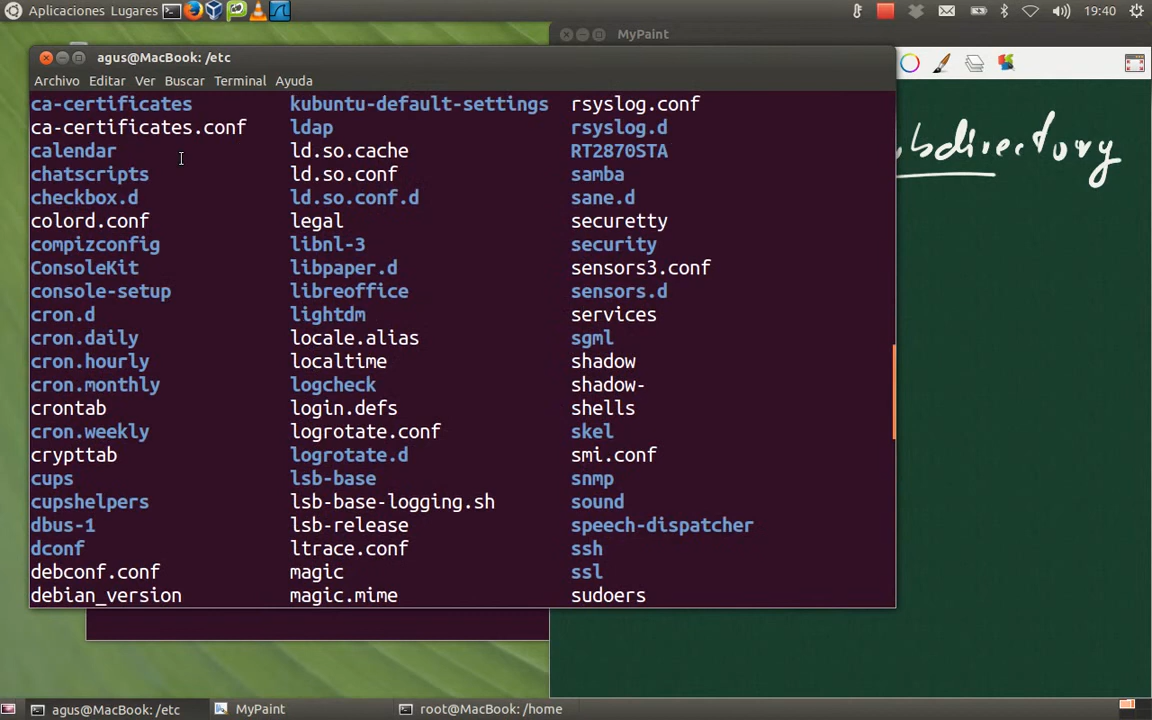 Aplicaciones Lugares 19:40
MyPaint
agus@MacBook: /etc
Archivo Editar Ver Buscar Terminal Ayuda
ca-certificates kubuntu-default-settings rsyslog.conf
ca-certificates.conf ldap rsyslog.d
calendar ld.so.cache RT2870STA
chatscripts ld.so.conf samba
checkbox.d ld.so.conf.d sane.d
colord.conf legal securetty
compizconfig libnl-3 security
ConsoleKit libpaper.d sensors3.conf
console-setup libreoffice sensors.d
cron.d lightdm services
cron.daily locale.alias sgml
cron.hourly localtime shadow
cron.monthly logcheck shadow-
crontab login.defs shells
cron.weekly logrotate.conf skel
crypttab logrotate.d smi.conf
cups lsb-base snmp
cupshelpers lsb-base-logging.sh sound
dbus-1 lsb-release speech-dispatcher
dconf ltrace.conf ssh
debconf.conf magic ssl
debian_version magic.mime sudoers
bdirectory
agus@MacBook: /etc MyPaint root@MacBook: /home